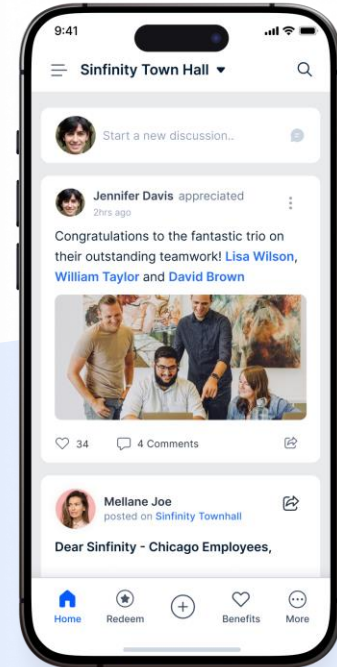 9:41
Sinfinity Town Hall
Start a new discussion..
Jennifer Davis appreciated
2hrs ago
Congratulations to the fantastic trio on
their outstanding teamwork! Lisa Wilson,
William Taylor and David Brown
34
4 Comments
Mellane Joe
posted on Sinfinity Townhall
Dear Sinfinity - Chicago Employees,
Home
Redeem
Benefits
More